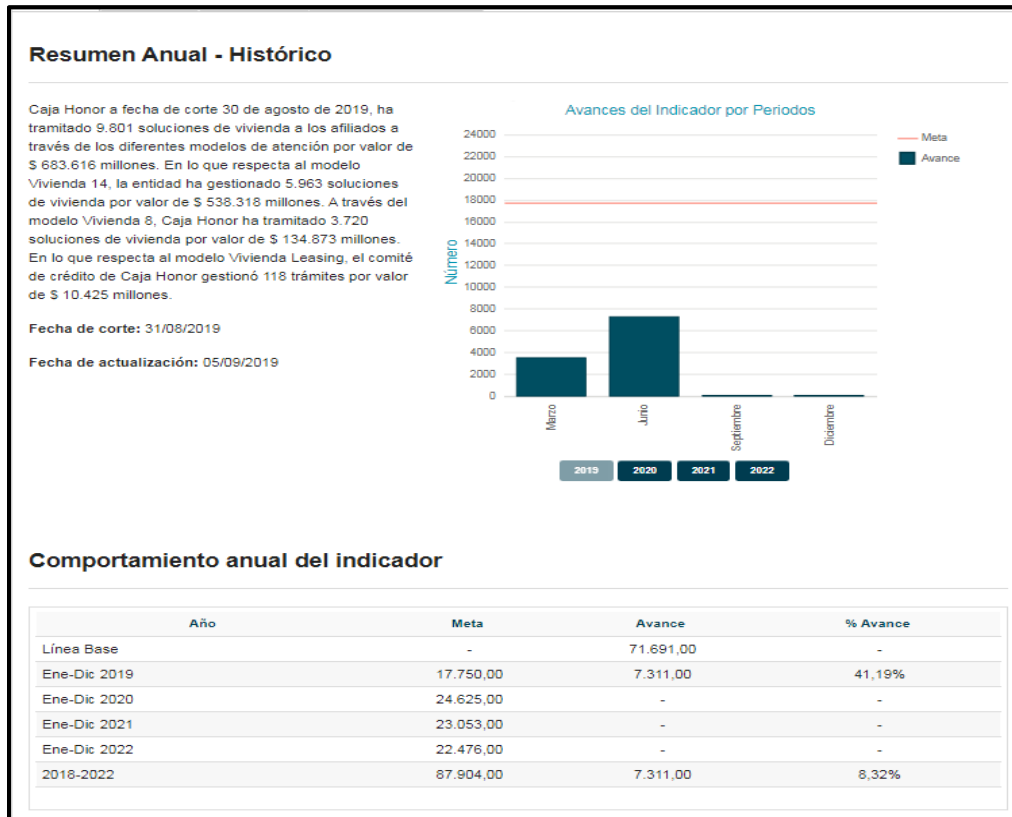 Resumen Anual - Histórico
Caja Honor a fecha de corte 30 de agosto de 2019, ha
tramitado 9.801 soluciones de vivienda a los afiliados a
través de los diferentes modelos de atención por valor de
$ 683.616 millones. En lo que respecta al modelo
Vivienda 14, la entidad ha gestionado 5.963 soluciones
de vivienda por valor de $ 538.318 millones. A través del
modelo Vivienda 8, Caja Honor ha tramitado 3.720
soluciones de vivienda por valor de $ 134.873 millones.
En lo que respecta al modelo Vivienda Leasing, el comité
de crédito de Caja Honor gestionó 118 trámites por valor
de $ 10.425 millones.
Fecha de corte: 31/08/2019
Fecha de actualización: 05/09/2019
Avances del Indicador por Periodos
24000
22000
20000
18000
16000
14000
12000
10000
8000
6000
4000
2000
0
Número
Marzo
Junio
Septiembre
Diciembre
Meta
Avance
2019 2020 2021 2022
Comportamiento anual del indicador
Año Meta Avance % Avance
Línea Base - 71.691,00 -
Ene-Dic 2019 17.750,00 7.311,00 41,19%
Ene-Dic 2020 24.625,00 - -
Ene-Dic 2021 23.053,00 - -
Ene-Dic 2022 22.476,00 - -
2018-2022 87.904,00 7.311,00 8,32%